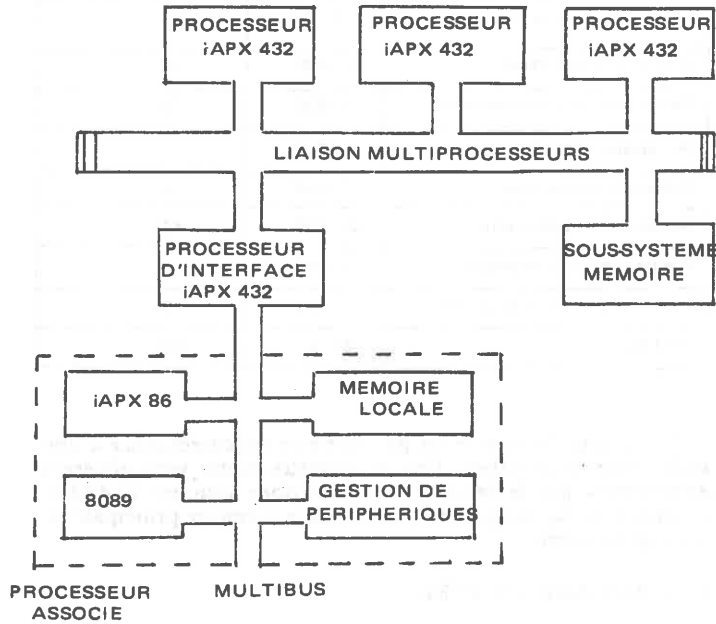 PROCESSEUR
iAPX 432
PROCESSEUR
iAPX 432
PROCESSEUR
iAPX 432
LIAISON MULTIPROCESSEURS
PROCESSEUR
D'INTERFACE
iAPX 432
SOUS-SYSTEME
MEMOIRE
iAPX 86
MEMOIRE
LOCALE
8089
GESTION DE
PERIPHERIQUES
PROCESSEUR
ASSOCIE
MULTIBUS